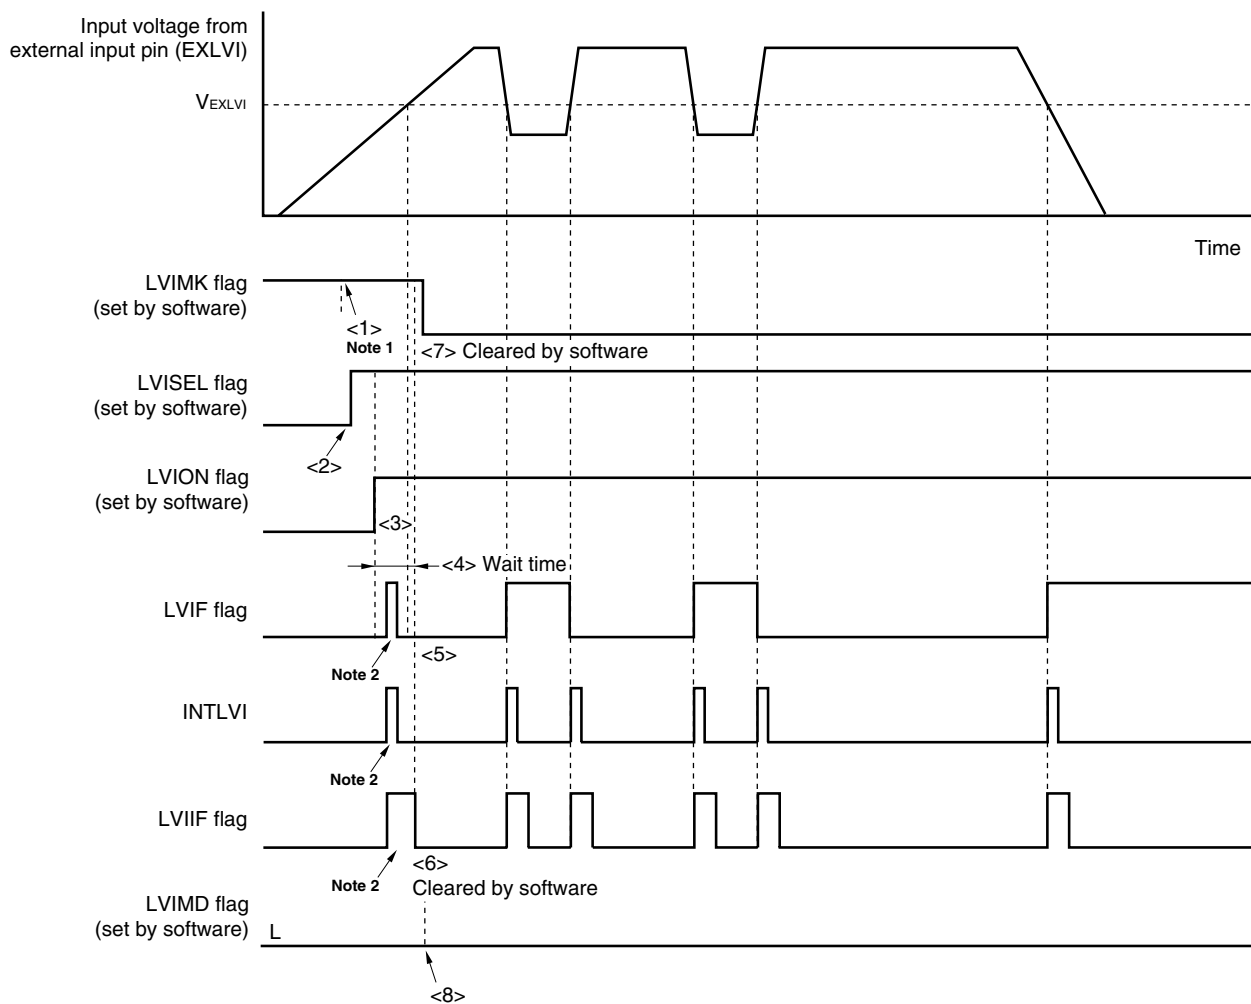 Input voltage from
external input pin (EXLVI)
VEXLVI
Time
LVIMK flag
(set by software)
<1>
Note 1
<7> Cleared by software
LVISEL flag
(set by software)
<2>
LVION flag
(set by software)
<3>
<4> Wait time
LVIF flag
<5>
Note 2
INTLVI
Note 2
LVIIF flag
<6>
Note 2
Cleared by software
LVIMD flag
(set by software)
L
<8>